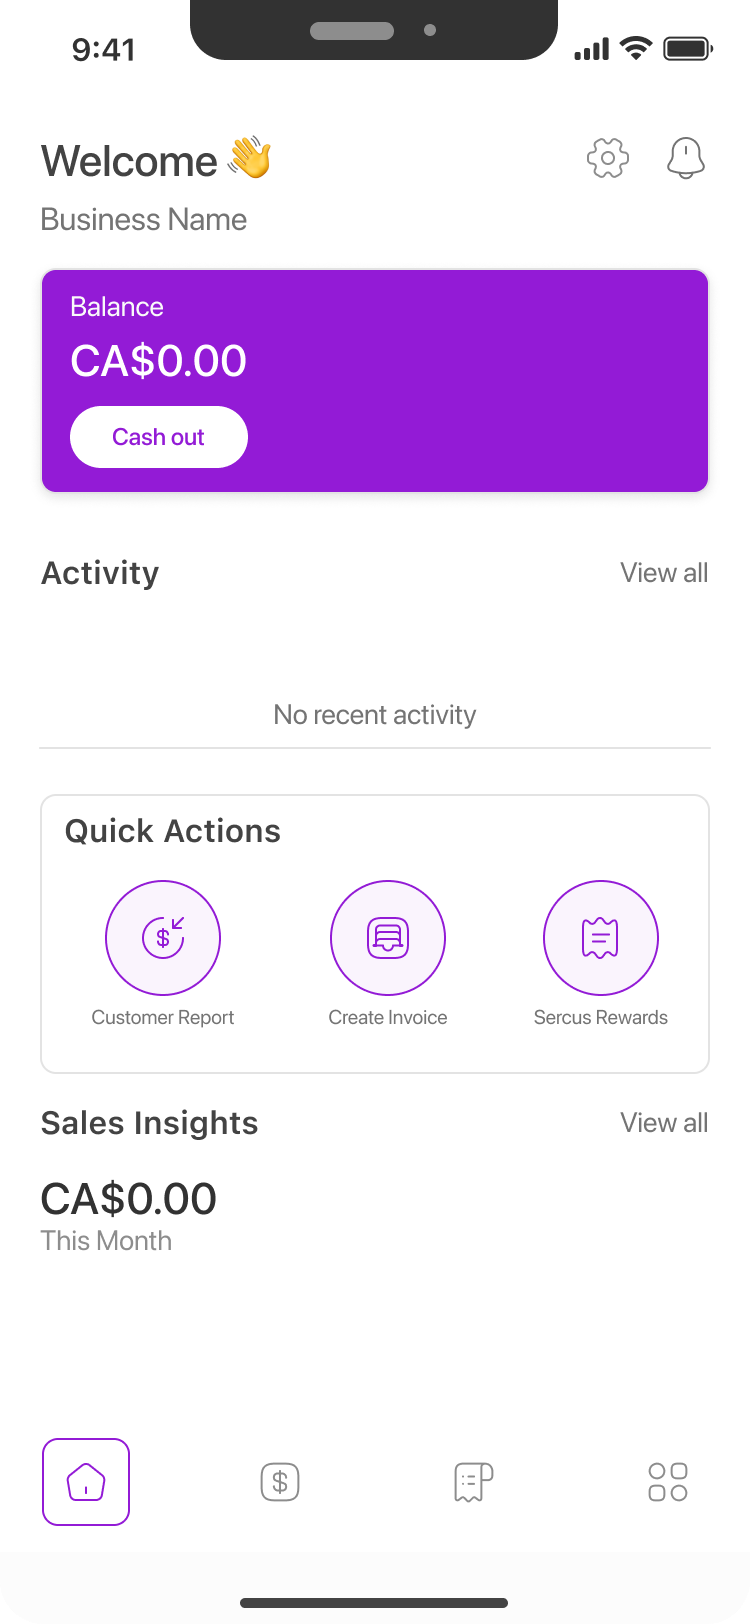 9:41
Welcome 👋
Business Name
Balance
CA$0.00
Cash out
Activity
View all
No recent activity
Quick Actions
$
Customer Report
Create Invoice
Sercus Rewards
Sales Insights
View all
CA$0.00
This Month
$